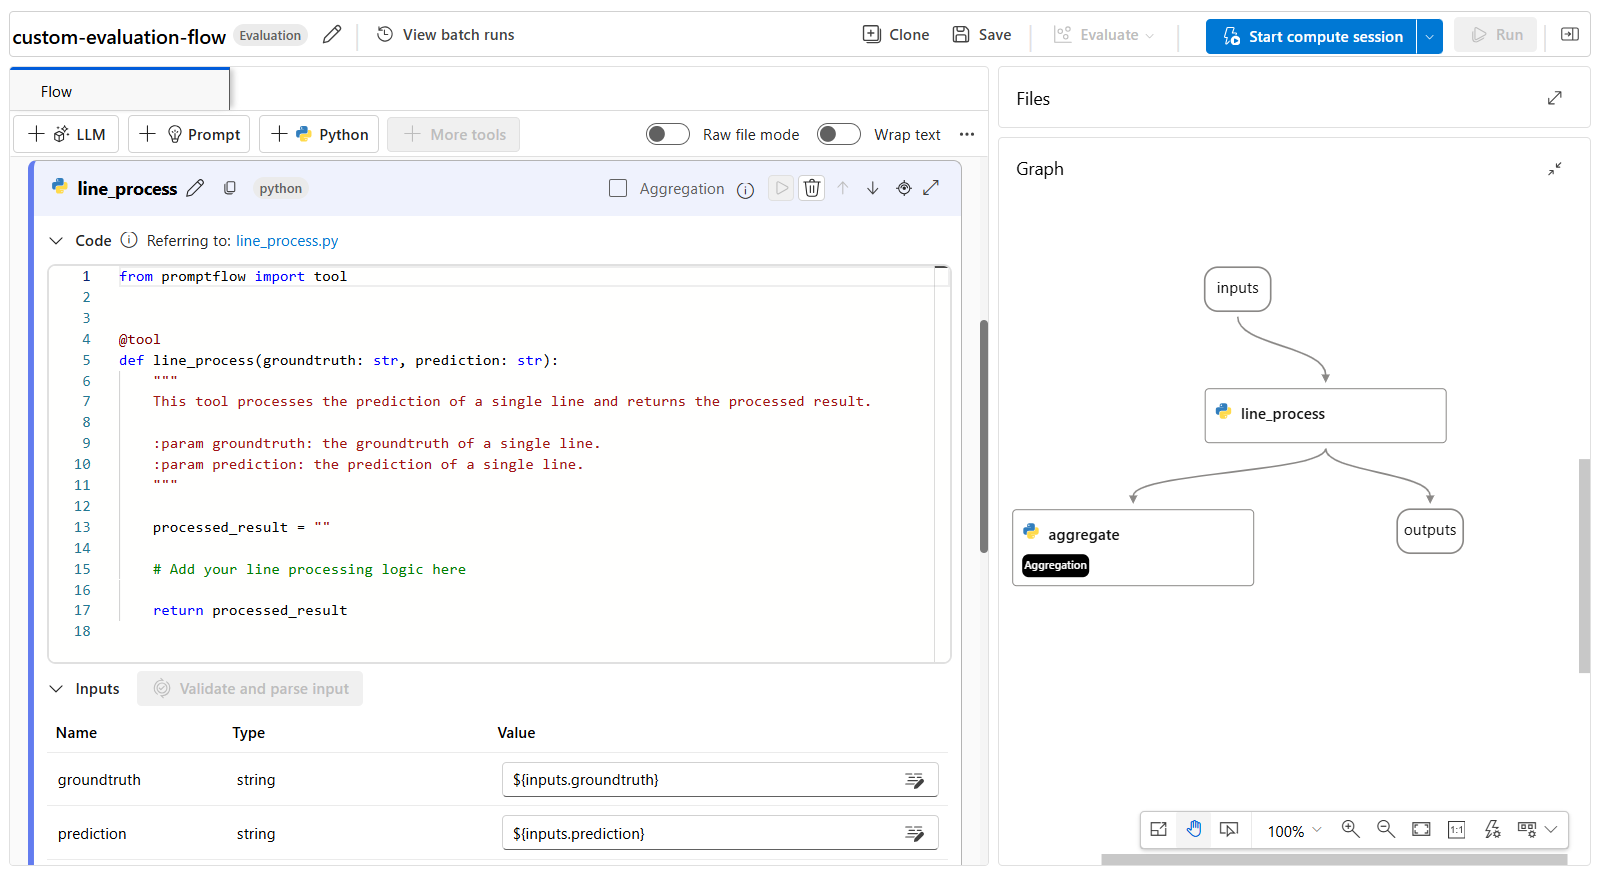 custom-evaluation-flow Evaluation View batch runs Clone Save Evaluate Start compute session Run
Flow
LLM Prompt Python More tools Raw file mode Wrap text
line_process python Aggregation
Code Referring to: line_process.py
1 from promptflow import tool
2
3
4 @tool
5 def line_process(groundtruth: str, prediction: str):
6 """
7 This tool processes the prediction of a single line and returns the processed result.
8
9 :param groundtruth: the groundtruth of a single line.
10 :param prediction: the prediction of a single line.
11 """
12
13 processed_result = ""
14
15 # Add your line processing logic here
16
17 return processed_result
18
Inputs Validate and parse input
Name Type Value
groundtruth string ${inputs.groundtruth}
prediction string ${inputs.prediction}
Files
Graph
inputs
line_process
aggregate
Aggregation
outputs
100% 1:1